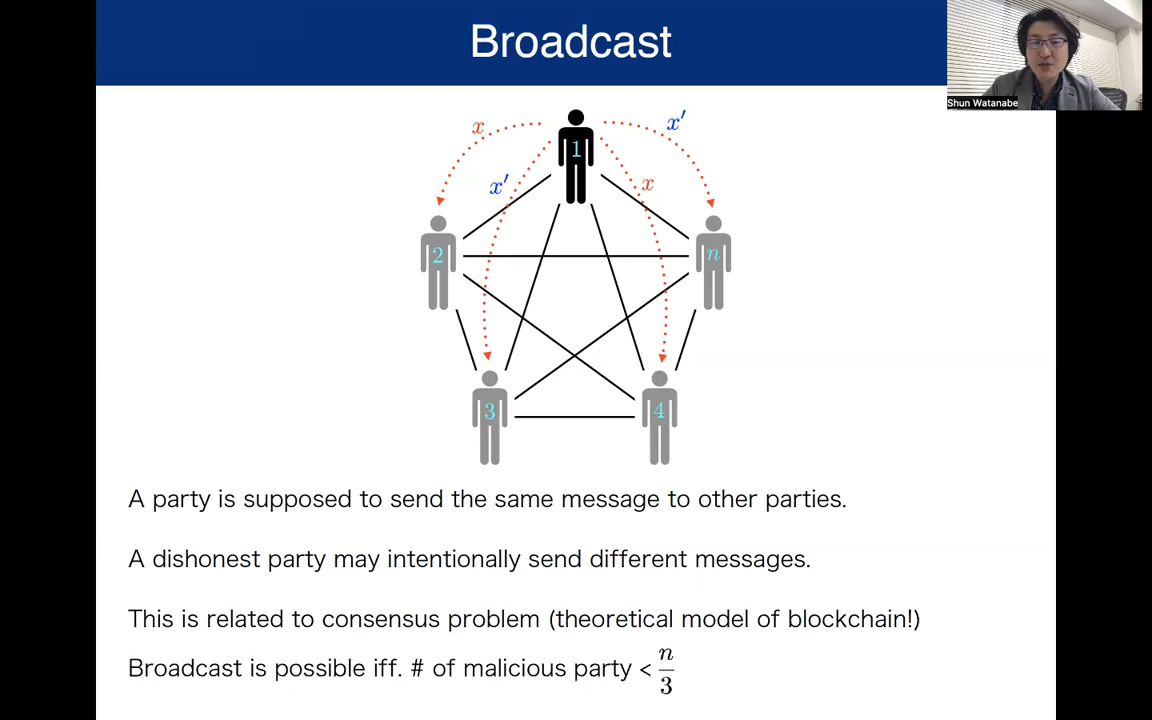 Broadcast
Shun Watanabe
x
x′
1
x′
x
2
n
3
4
A party is supposed to send the same message to other parties.
A dishonest party may intentionally send different messages.
This is related to consensus problem (theoretical model of blockchain!)
Broadcast is possible iff. # of malicious party < n/3